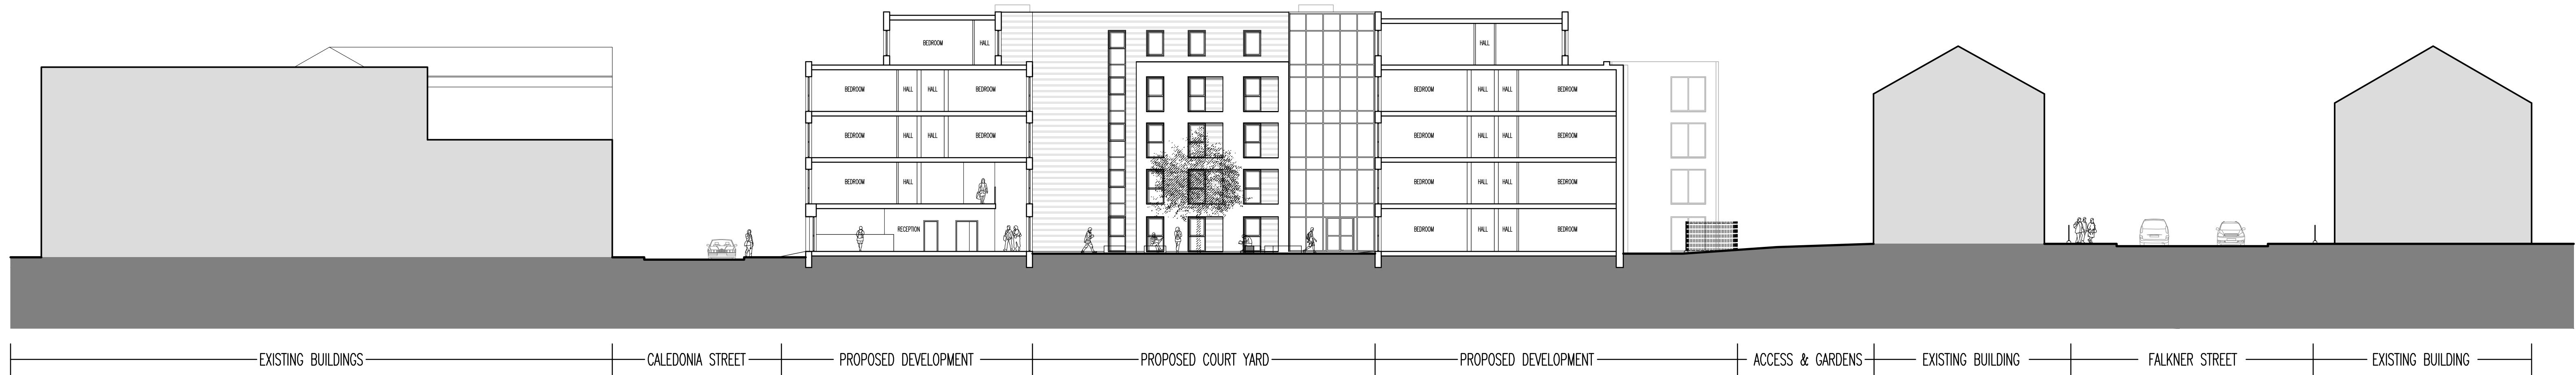 BEDROOM HALL HALL
BEDROOM HALL HALL BEDROOM BEDROOM HALL HALL BEDROOM
BEDROOM HALL HALL BEDROOM BEDROOM HALL HALL BEDROOM
BEDROOM HALL BEDROOM HALL HALL BEDROOM
RECEPTION BEDROOM HALL HALL BEDROOM
EXISTING BUILDINGS CALEDONIA STREET PROPOSED DEVELOPMENT PROPOSED COURT YARD PROPOSED DEVELOPMENT ACCESS & GARDENS EXISTING BUILDING FALKNER STREET EXISTING BUILDING